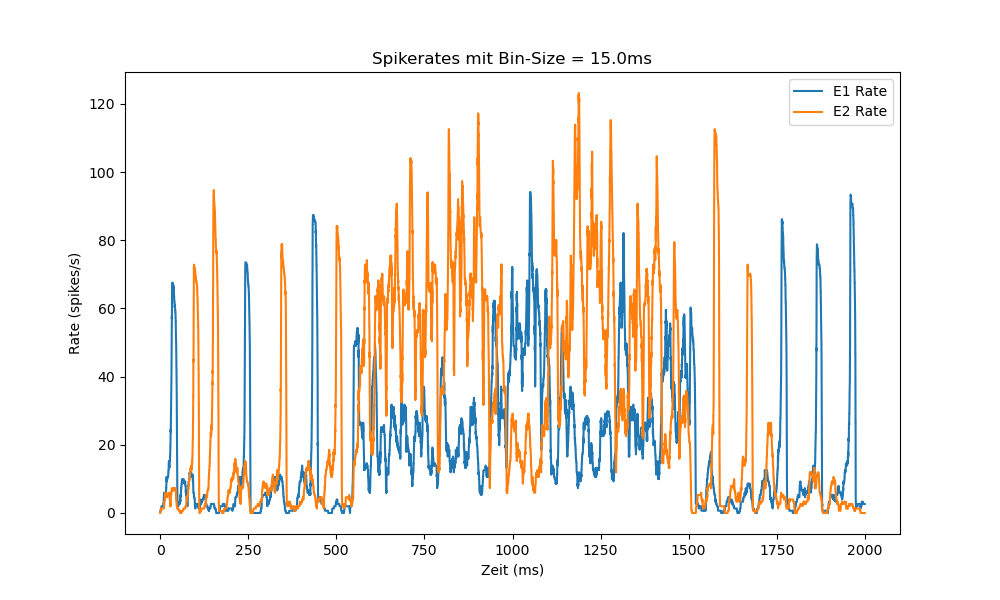 Spikerates mit Bin-Size = 15.0ms
E1 Rate
E2 Rate
Rate (spikes/s)
120
100
80
60
40
20
0
0 250 500 750 1000 1250 1500 1750 2000
Zeit (ms)